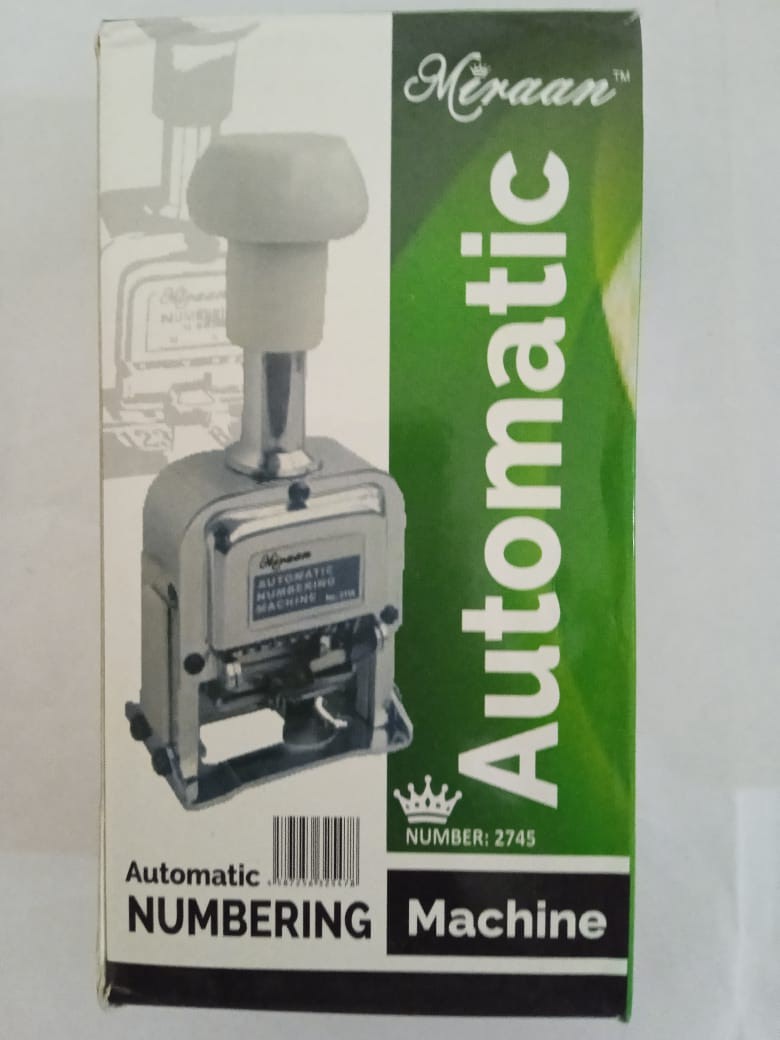 Miraan™
Automatic
Miraan
AUTOMATIC
NUMBERING
MACHINE
NUMBER: 2745
Automatic
NUMBERING
Machine